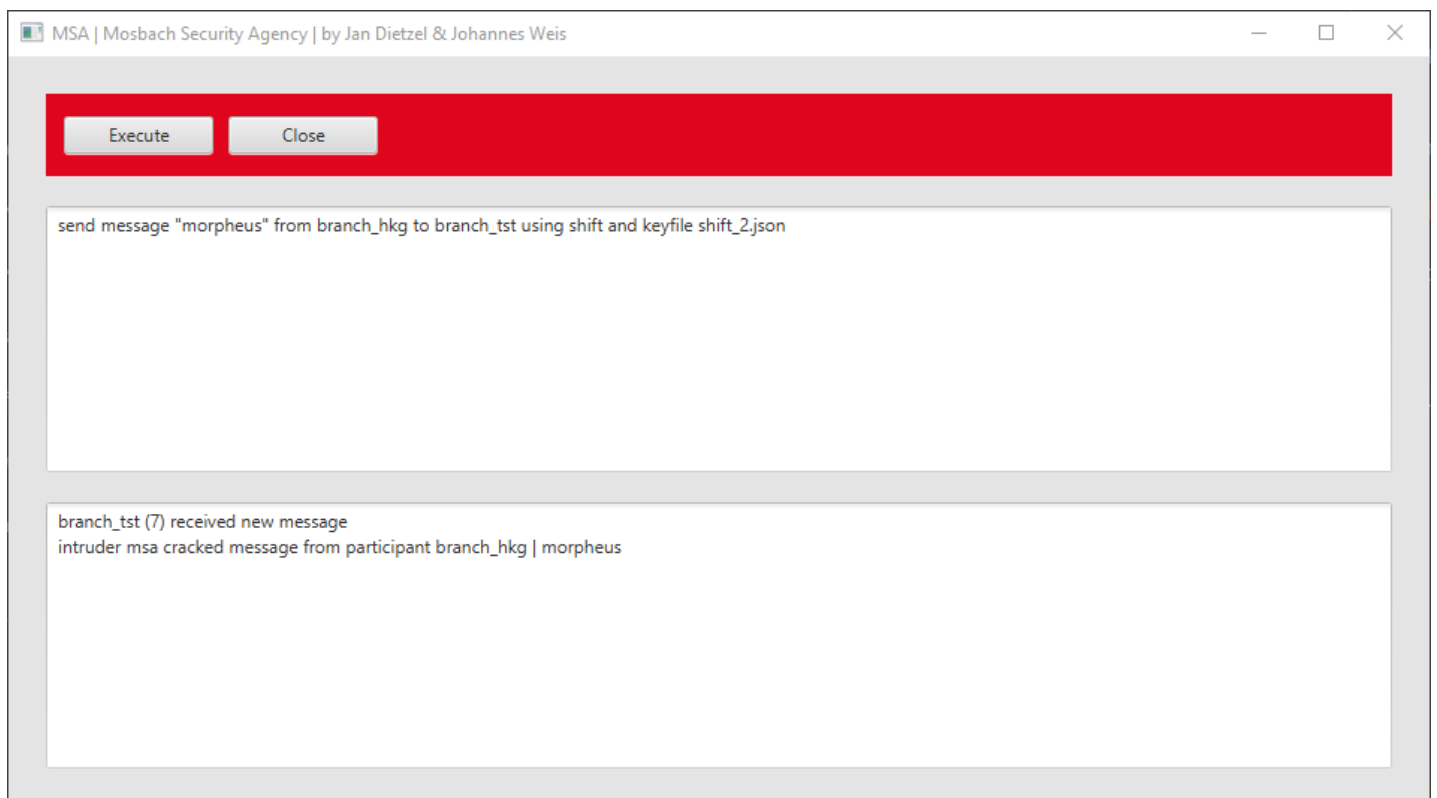 MSA | Mosbach Security Agency | by Jan Dietzel & Johannes Weis
Execute Close
send message "morpheus" from branch_hkg to branch_tst using shift and keyfile shift_2.json
branch_tst (7) received new message
intruder msa cracked message from participant branch_hkg | morpheus